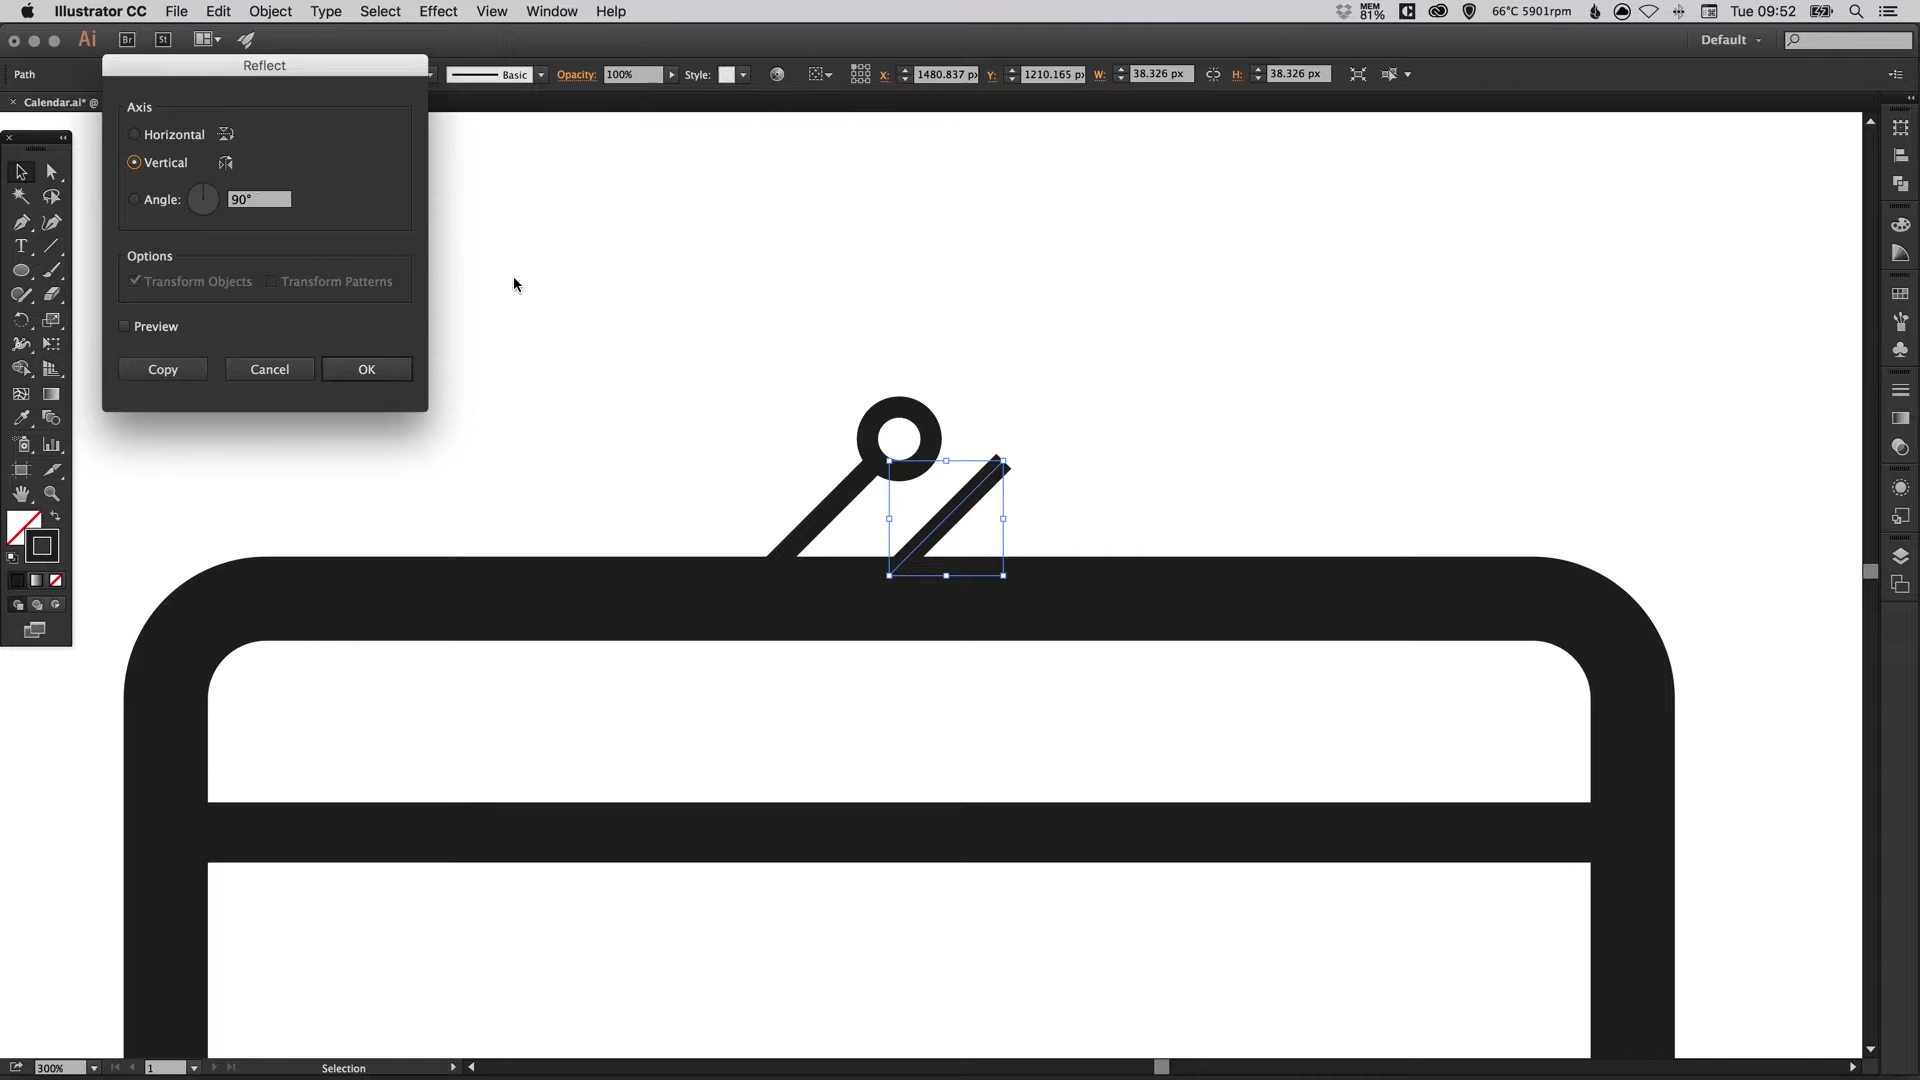 Illustrator CC File Edit Object Type Select Effect View Window Help MEM 81% 66°C 5901rpm Tue 09:52
Ai Br St Default
Reflect
Path Basic Opacity: 100% Style: X: 1480.837 px Y: 1210.165 px W: 38.326 px H: 38.326 px
Calendar.ai* @
Axis
Horizontal
Vertical
Angle: 90°
Options
Transform Objects Transform Patterns
Preview
Copy Cancel OK
T
300% 1 Selection